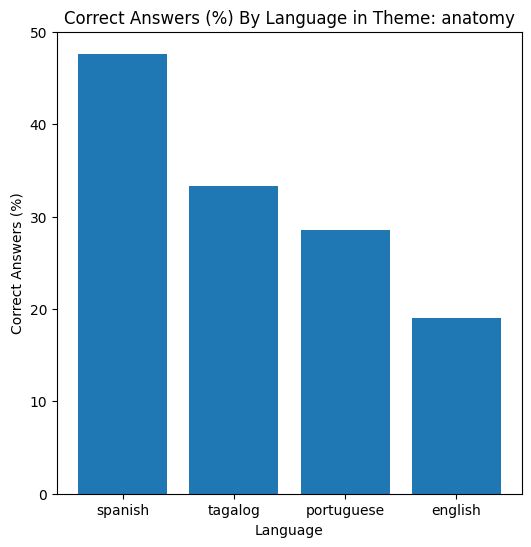 Correct Answers (%) By Language in Theme: anatomy
50
40
30
20
10
0
Correct Answers (%)
spanish tagalog portuguese english
Language